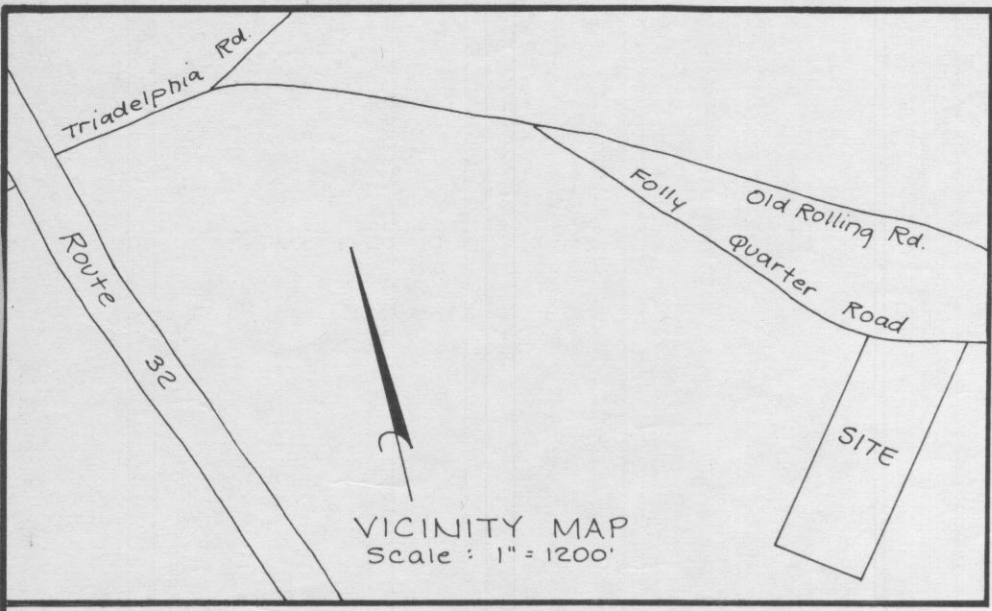 Triadelphia Rd.
Folly Quarter Road
Old Rolling Rd.
Route 32
SITE
VICINITY MAP
Scale : 1" = 1200'